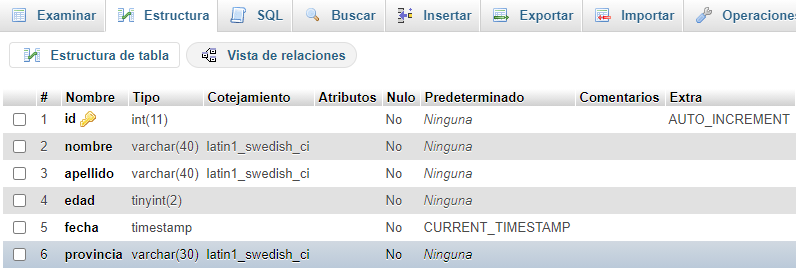 Examinar Estructura SQL Buscar Insertar Exportar Importar Operaciones
Estructura de tabla Vista de relaciones
# Nombre Tipo Cotejamiento Atributos Nulo Predeterminado Comentarios Extra
1 id int(11) No Ninguna AUTO_INCREMENT
2 nombre varchar(40) latin1_swedish_ci No Ninguna
3 apellido varchar(40) latin1_swedish_ci No Ninguna
4 edad tinyint(2) No Ninguna
5 fecha timestamp No CURRENT_TIMESTAMP
6 provincia varchar(30) latin1_swedish_ci No Ninguna